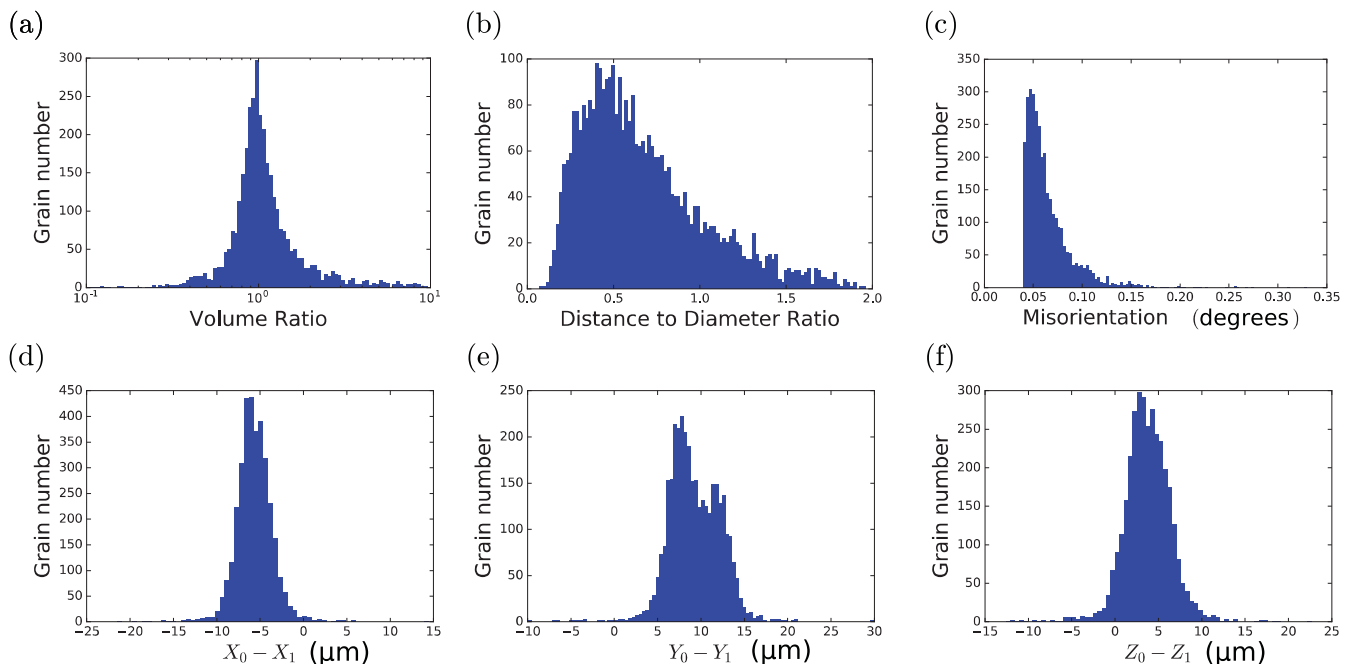 (a) (b) (c)
300
250
200
150
100
50
0
10⁻¹ 10⁰ 10¹
Grain number
Volume Ratio
100
80
60
40
20
0
0.0 0.5 1.0 1.5 2.0
Grain number
Distance to Diameter Ratio
350
300
250
200
150
100
50
0
0.00 0.05 0.10 0.15 0.20 0.25 0.30 0.35
Grain number
Misorientation (degrees)
(d) (e) (f)
450
400
350
300
250
200
150
100
50
0
-25 -20 -15 -10 -5 0 5 10 15
Grain number
X₀ − X₁ (μm)
250
200
150
100
50
0
-10 -5 0 5 10 15 20 25 30
Grain number
Y₀ − Y₁ (μm)
300
250
200
150
100
50
0
-15 -10 -5 0 5 10 15 20 25
Grain number
Z₀ − Z₁ (μm)